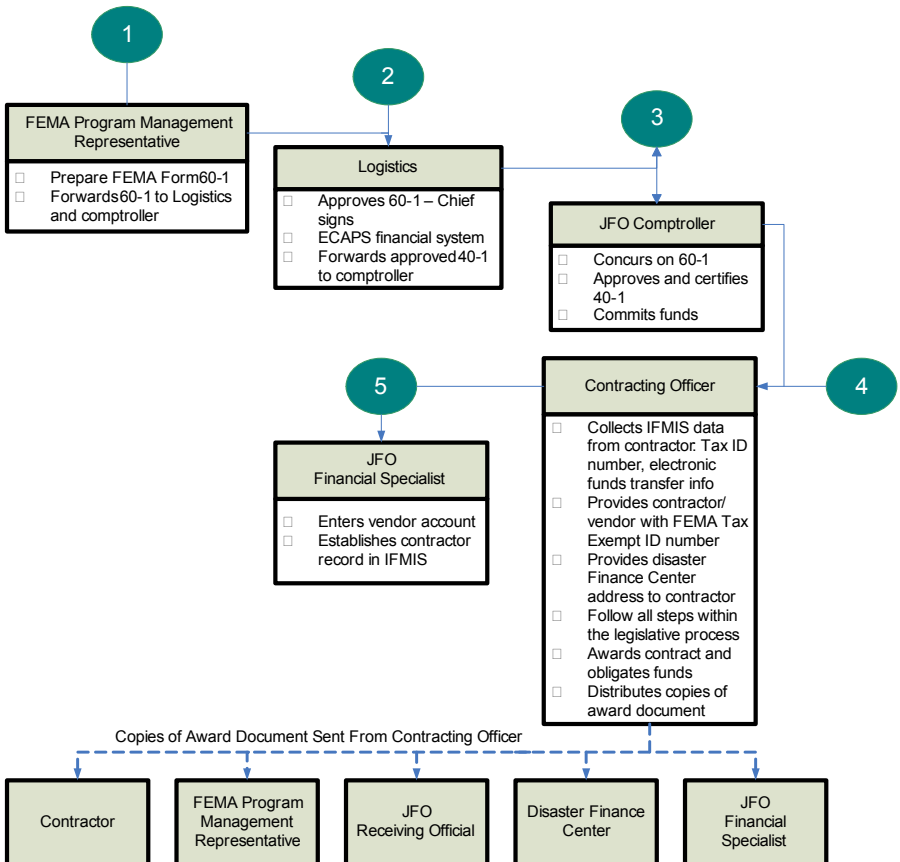 1
FEMA Program Management
Representative
Prepare FEMA Form60-1
Forwards60-1 to Logistics
and comptroller
2
Logistics
Approves 60-1 – Chief
signs
ECAPS financial system
Forwards approved40-1
to comptroller
3
JFO Comptroller
Concurs on 60-1
Approves and certifies
40-1
Commits funds
4
Contracting Officer
Collects IFMIS data
from contractor: Tax ID
number, electronic
funds transfer info
Provides contractor/
vendor with FEMA Tax
Exempt ID number
Provides disaster
Finance Center
address to contractor
Follow all steps within
the legislative process
Awards contract and
obligates funds
Distributes copies of
award document
5
JFO
Financial Specialist
Enters vendor account
Establishes contractor
record in IFMIS
Copies of Award Document Sent From Contracting Officer
Contractor
FEMA Program
Management
Representative
JFO
Receiving Official
Disaster Finance
Center
JFO
Financial
Specialist